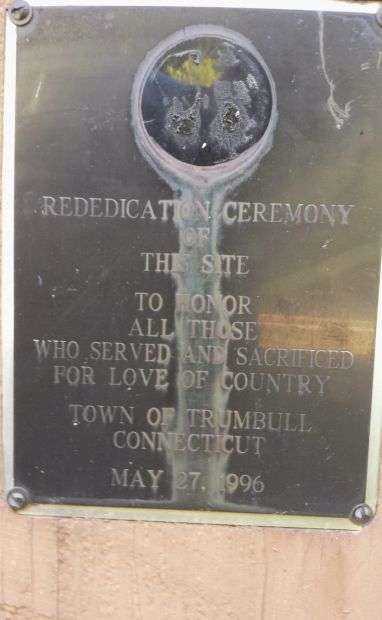 REDEDICATION CEREMONY
OF
THE SITE
TO HONOR
ALL THOSE
WHO SERVED AND SACRIFICED
FOR LOVE OF COUNTRY
TOWN OF TRUMBULL
CONNECTICUT
MAY 27, 1996